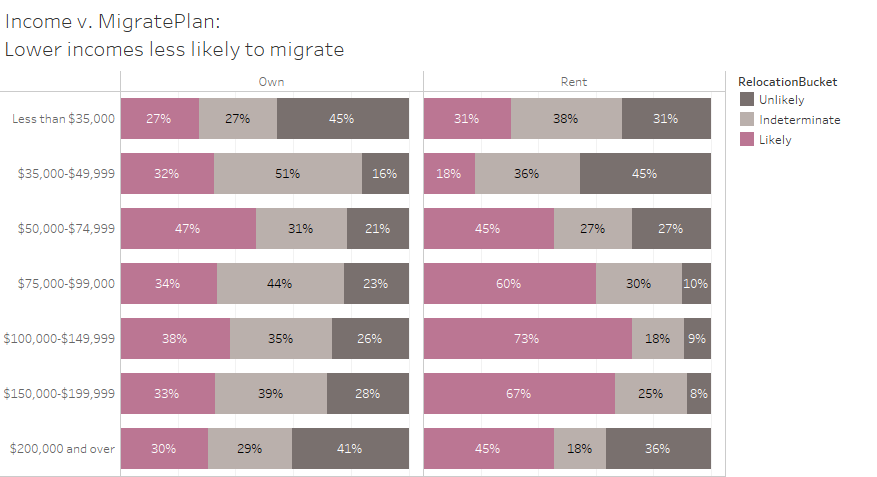 Income v. MigratePlan:
Lower incomes less likely to migrate
Own Rent RelocationBucket
Unlikely
Indeterminate
Likely
Less than $35,000 27% 27% 45% 31% 38% 31%
$35,000-$49,999 32% 51% 16% 18% 36% 45%
$50,000-$74,999 47% 31% 21% 45% 27% 27%
$75,000-$99,000 34% 44% 23% 60% 30% 10%
$100,000-$149,999 38% 35% 26% 73% 18% 9%
$150,000-$199,999 33% 39% 28% 67% 25% 8%
$200,000 and over 30% 29% 41% 45% 18% 36%